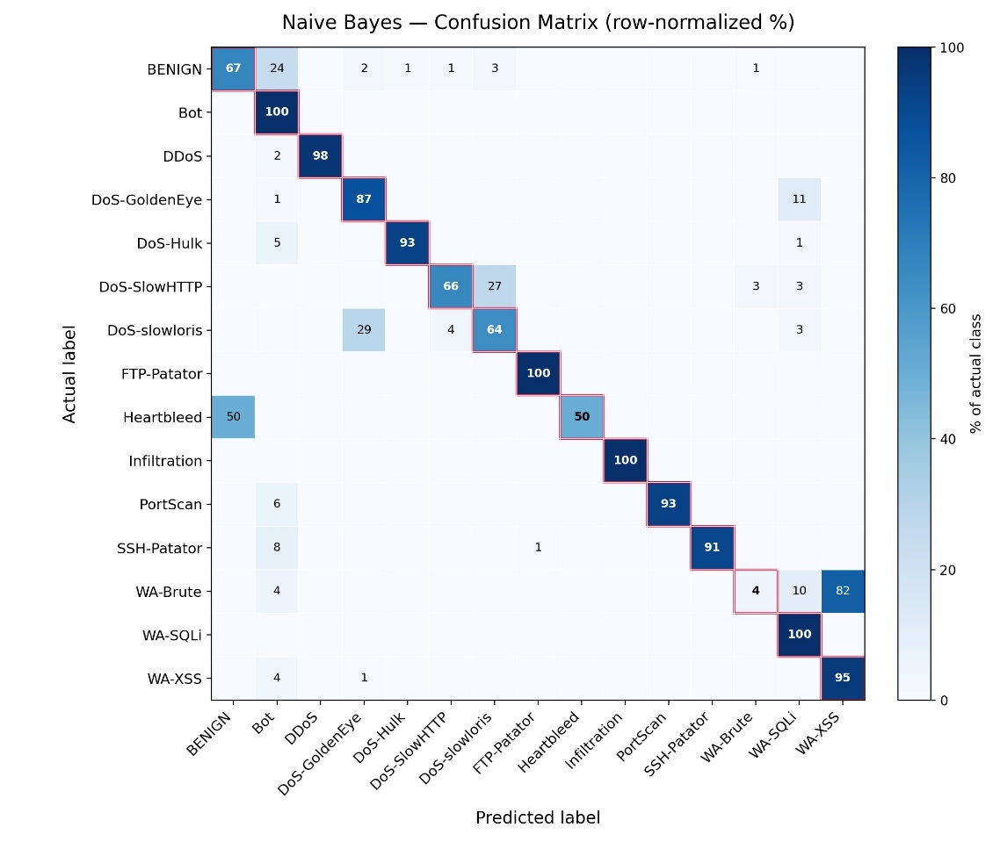 Naive Bayes — Confusion Matrix (row-normalized %)
BENIGN 67 24 2 1 1 3 1
Bot 100
DDoS 2 98
DoS-GoldenEye 1 87 11
DoS-Hulk 5 93 1
DoS-SlowHTTP 66 27 3 3
DoS-slowloris 29 4 64 3
FTP-Patator 100
Heartbleed 50 50
Infiltration 100
PortScan 6 93
SSH-Patator 8 1 91
WA-Brute 4 4 10 82
WA-SQLi 100
WA-XSS 4 1 95
Actual label
BENIGN
Bot
DDoS
DoS-GoldenEye
DoS-Hulk
DoS-SlowHTTP
DoS-slowloris
FTP-Patator
Heartbleed
Infiltration
PortScan
SSH-Patator
WA-Brute
WA-SQLi
WA-XSS
Predicted label
100
80
60
40
20
0
% of actual class